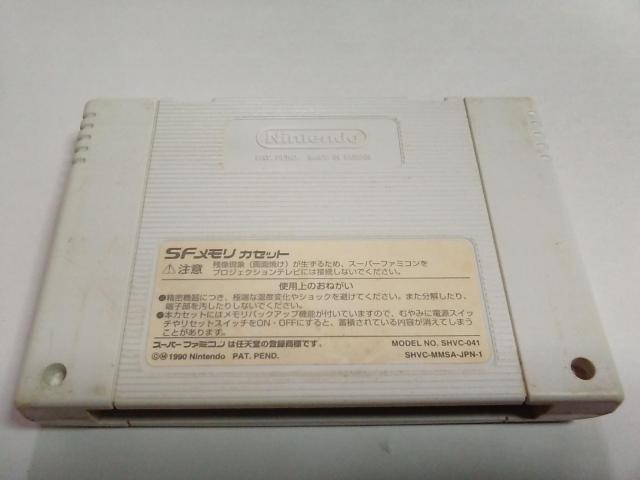 Nintendo
PAT. PEND. MADE IN TAIWAN
SFメモリ カセット
⚠注意 残像現象(画面焼け)が生ずるため、スーパーファミコンを
プロジェクションテレビには接続しないでください。
使用上のおねがい
●精密機器につき、極端な温度変化やショックを避けてください。また分解したり、
端子部を汚したりしないでください。
●本カセットにはメモリバックアップ機能が付いていますので、むやみに電源スイッ
チやリセットスイッチをON・OFFにすると、蓄積されている内容が消えてしまう
ことがあります。
スーパーファミコンは任天堂の登録商標です。 MODEL NO. SHVC-041
©Ⓜ1990 Nintendo PAT. PEND. SHVC-MMSA-JPN-1